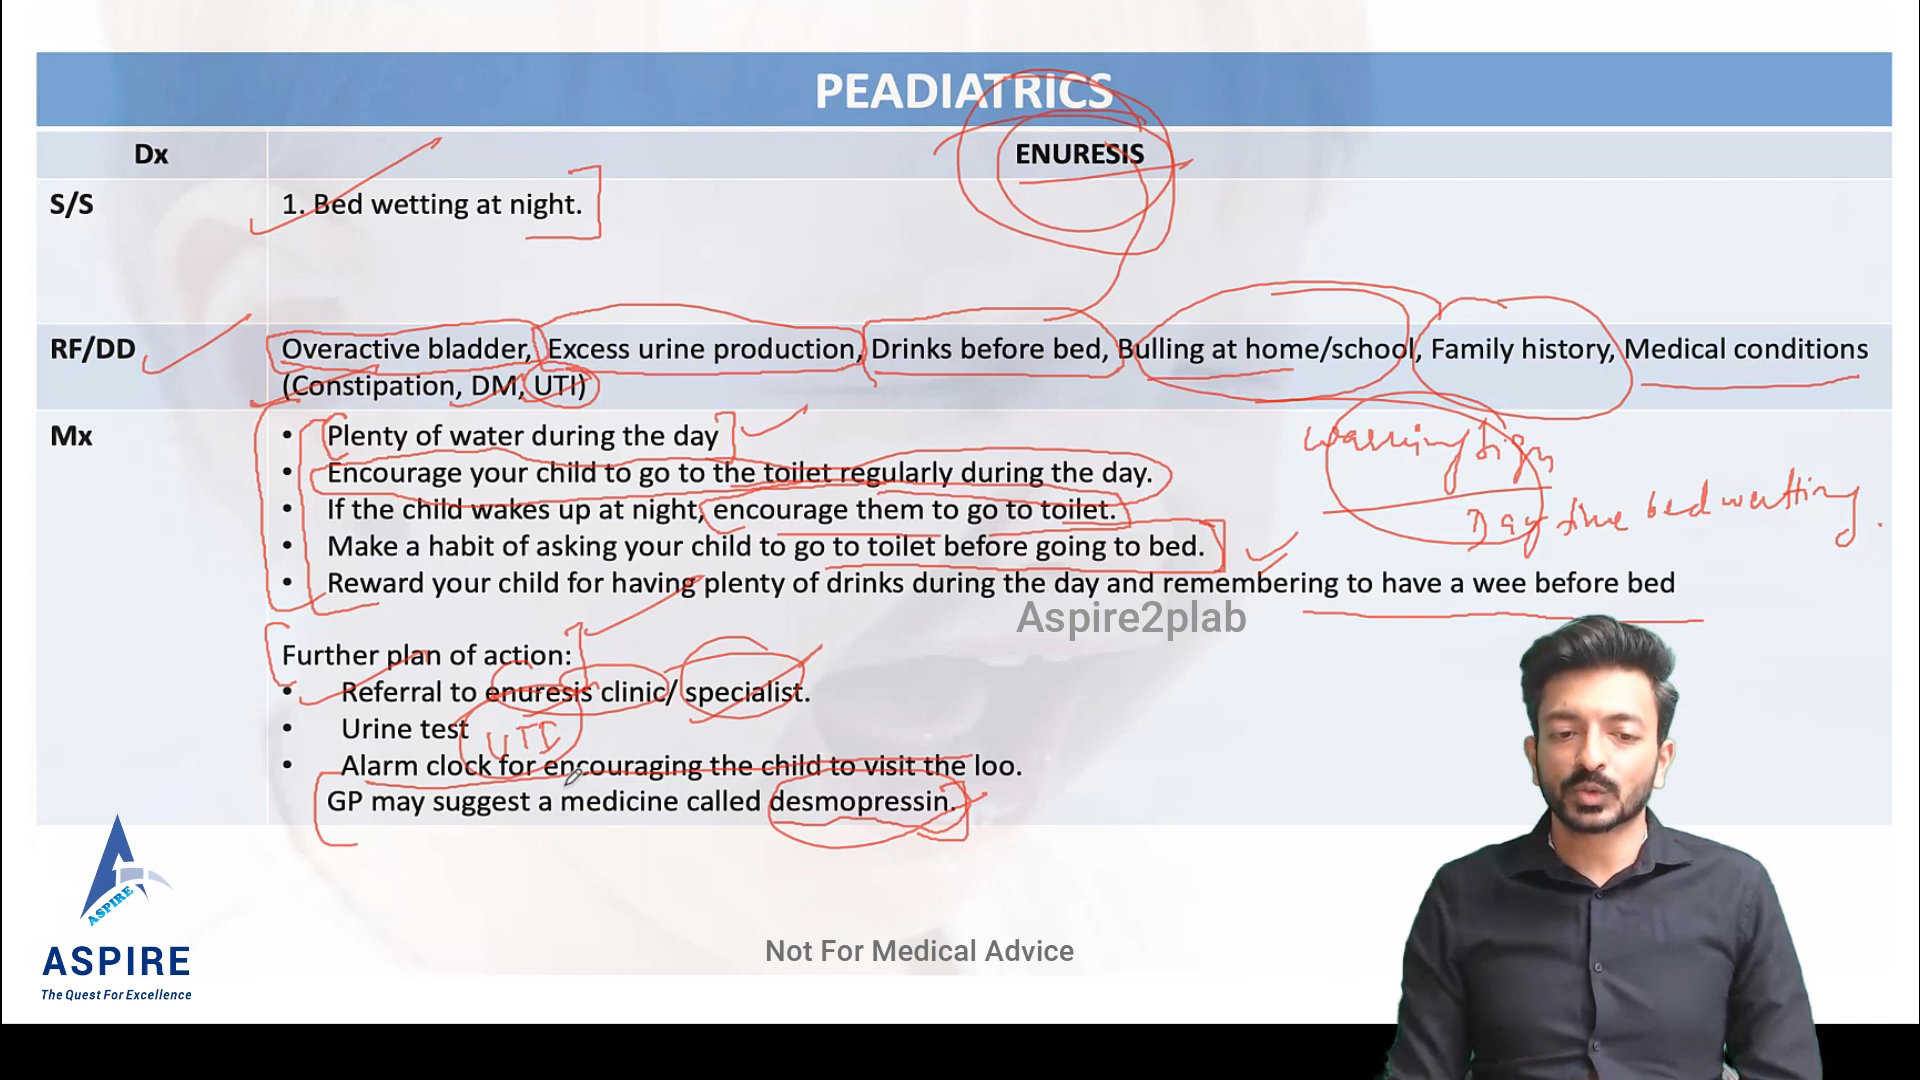 PEADIATRICS
Dx
ENURESIS
S/S
1. Bed wetting at night.
RF/DD
Overactive bladder, Excess urine production, Drinks before bed, Bulling at home/school, Family history, Medical conditions
(Constipation, DM, UTI)
Mx
• Plenty of water during the day
• Encourage your child to go to the toilet regularly during the day.
• If the child wakes up at night, encourage them to go to toilet.
• Make a habit of asking your child to go to toilet before going to bed.
• Reward your child for having plenty of drinks during the day and remembering to have a wee before bed
Warning sign
Day time bed wetting.
Aspire2plab
Further plan of action:
• Referral to enuresis clinic/ specialist.
• Urine test
UTI
• Alarm clock for encouraging the child to visit the loo.
GP may suggest a medicine called desmopressin.
ASPIRE
ASPIRE
The Quest For Excellence
Not For Medical Advice